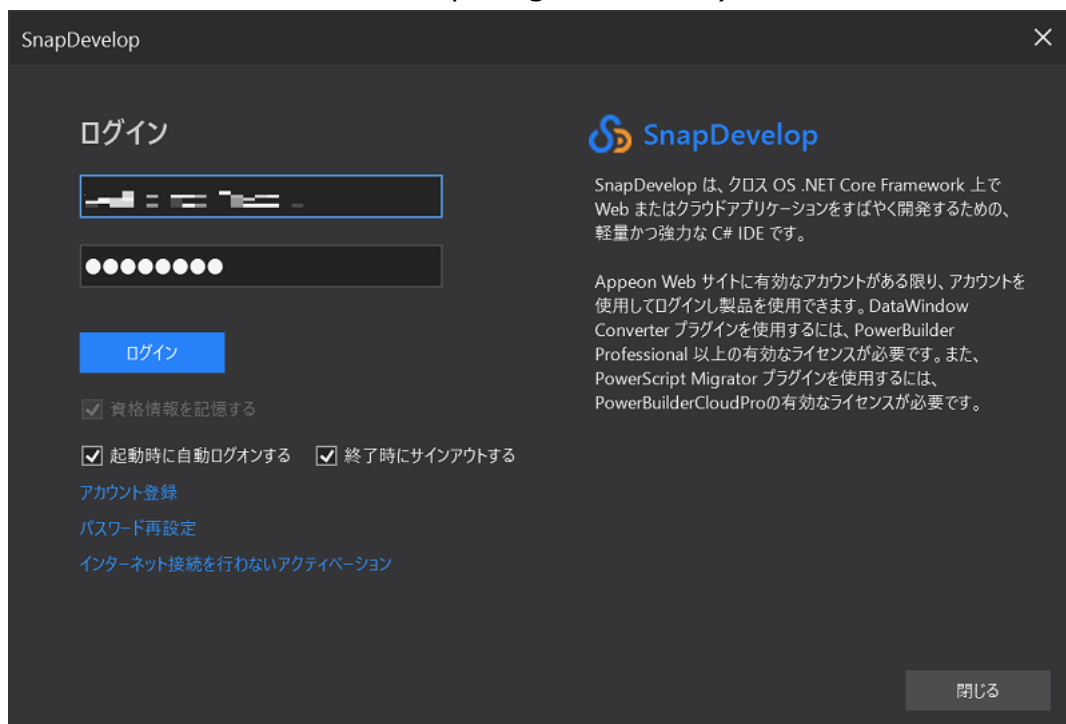 SnapDevelop
ログイン
●●●●●●●●
ログイン
資格情報を記憶する
起動時に自動ログオンする 終了時にサインアウトする
アカウント登録
パスワード再設定
インターネット接続を行わないアクティベーション
SnapDevelop
SnapDevelop は、クロス OS .NET Core Framework 上で
Web またはクラウドアプリケーションをすばやく開発するための、
軽量かつ強力な C# IDE です。
Appeon Web サイトに有効なアカウントがある限り、アカウントを
使用してログインし製品を使用できます。DataWindow
Converter プラグインを使用するには、PowerBuilder
Professional 以上の有効なライセンスが必要です。また、
PowerScript Migrator プラグインを使用するには、
PowerBuilderCloudProの有効なライセンスが必要です。
閉じる